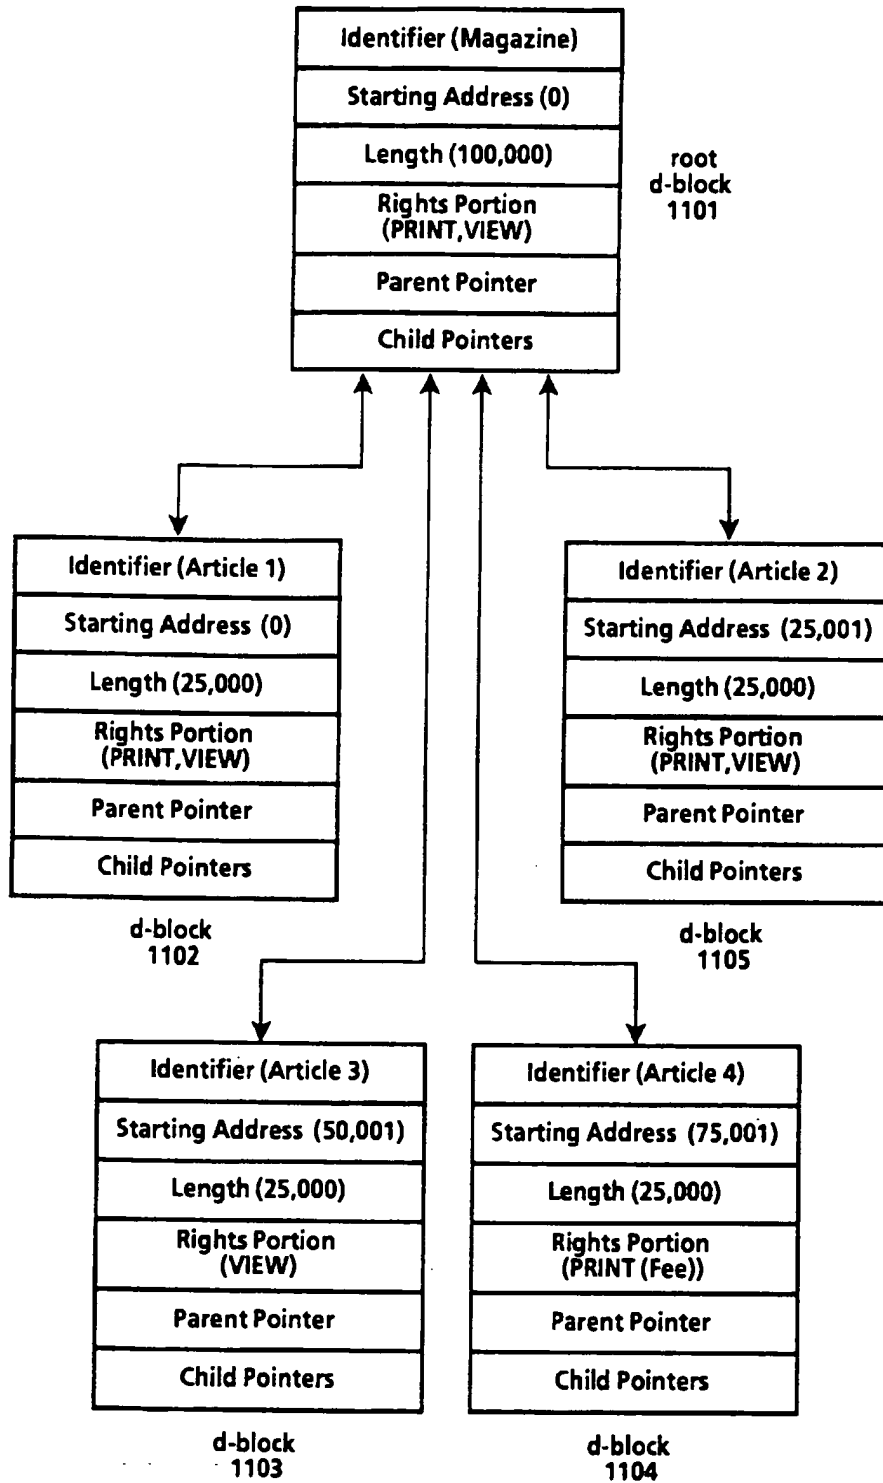 Identifier (Magazine)
Starting Address (0)
Length (100,000)
Rights Portion
(PRINT,VIEW)
Parent Pointer
Child Pointers
root
d-block
1101
Identifier (Article 1)
Starting Address (0)
Length (25,000)
Rights Portion
(PRINT,VIEW)
Parent Pointer
Child Pointers
d-block
1102
Identifier (Article 2)
Starting Address (25,001)
Length (25,000)
Rights Portion
(PRINT,VIEW)
Parent Pointer
Child Pointers
d-block
1105
Identifier (Article 3)
Starting Address (50,001)
Length (25,000)
Rights Portion
(VIEW)
Parent Pointer
Child Pointers
d-block
1103
Identifier (Article 4)
Starting Address (75,001)
Length (25,000)
Rights Portion
(PRINT (Fee))
Parent Pointer
Child Pointers
d-block
1104